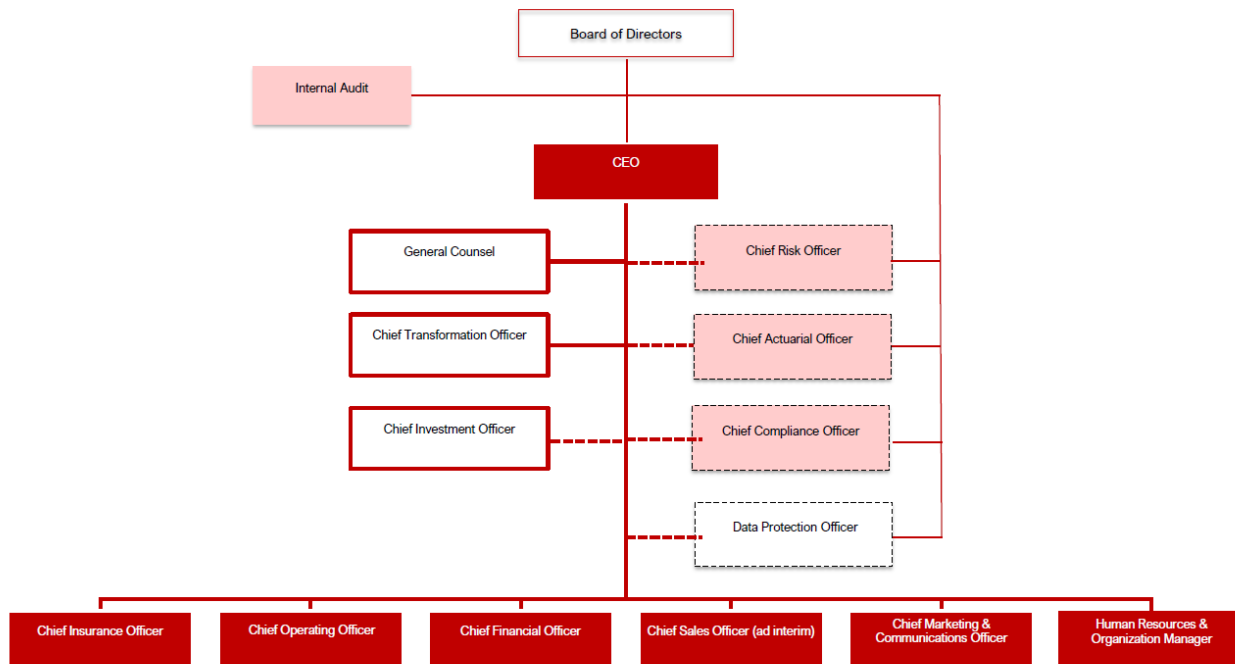 Board of Directors
Internal Audit
CEO
General Counsel
Chief Risk Officer
Chief Transformation Officer
Chief Actuarial Officer
Chief Investment Officer
Chief Compliance Officer
Data Protection Officer
Chief Insurance Officer
Chief Operating Officer
Chief Financial Officer
Chief Sales Officer (ad interim)
Chief Marketing &
Communications Officer
Human Resources &
Organization Manager